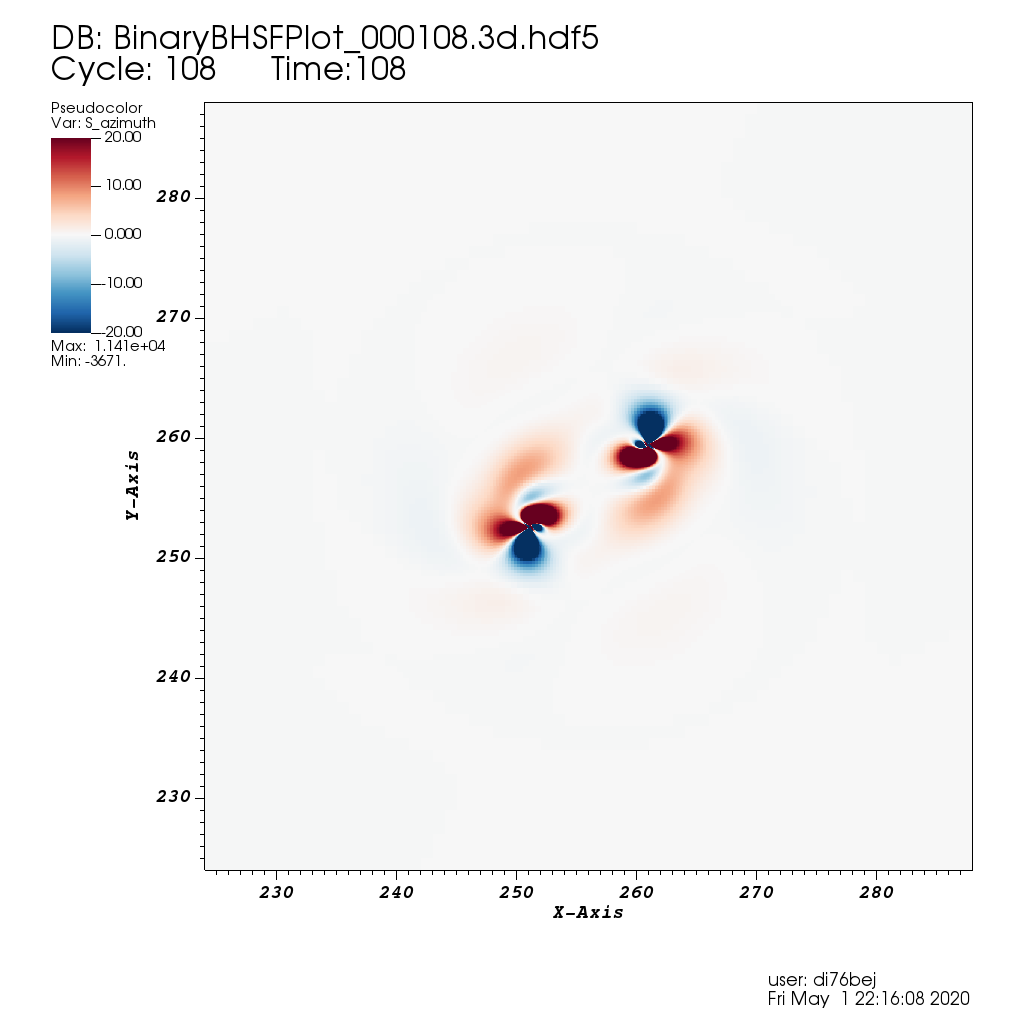 DB: BinaryBHSFPlot_000108.3d.hdf5
Cycle: 108 Time:108
Pseudocolor
Var: S_azimuth
20.00
10.00
0.000
-10.00
-20.00
Max: 1.141e+04
Min: -3671.
280
270
260
250
240
230
Y-Axis
230 240 250 260 270 280
X-Axis
user: di76bej
Fri May 1 22:16:08 2020